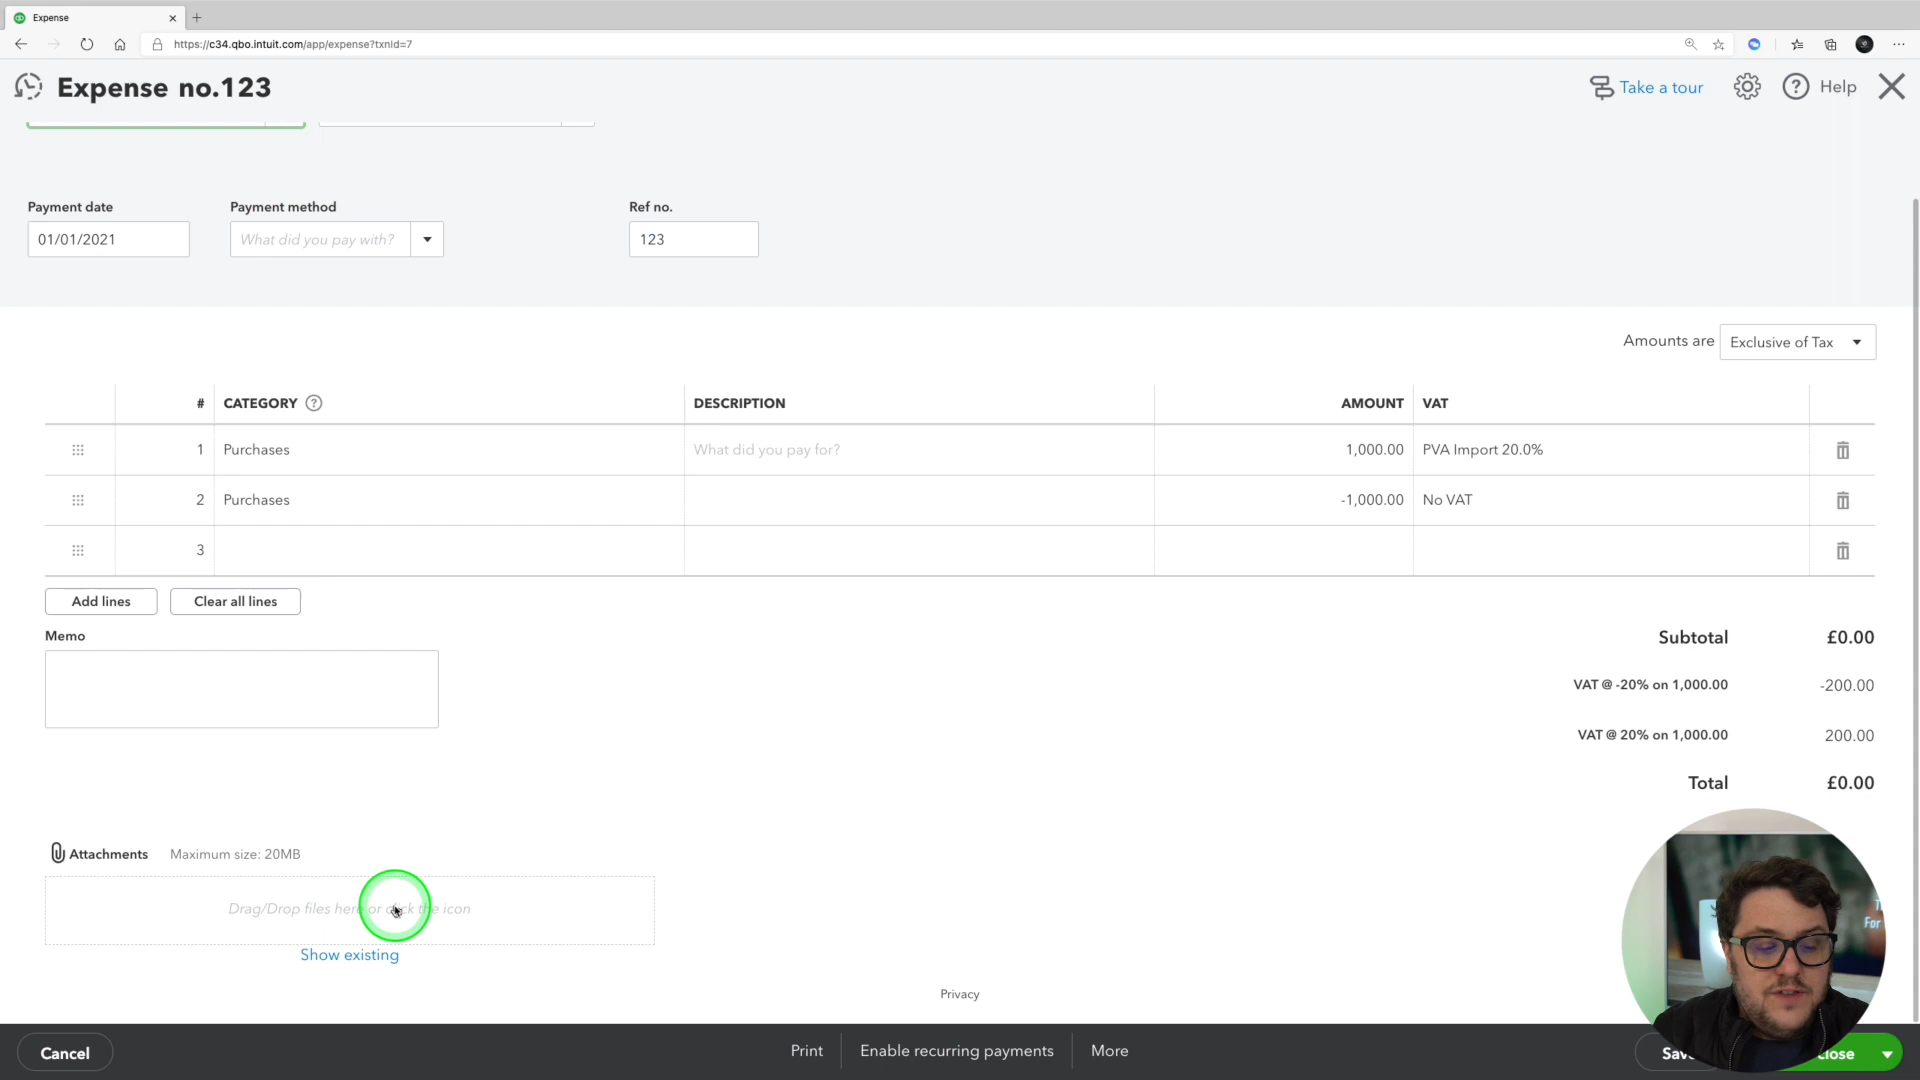 Expense
https://c34.qbo.intuit.com/app/expense?txnId=7
Expense no.123
Take a tour
Help
Payment date
Payment method
Ref no.
01/01/2021
What did you pay with?
123
Amounts are
Exclusive of Tax
#
CATEGORY
DESCRIPTION
AMOUNT
VAT
1
Purchases
What did you pay for?
1,000.00
PVA Import 20.0%
2
Purchases
-1,000.00
No VAT
3
Add lines
Clear all lines
Memo
Subtotal
£0.00
VAT @ -20% on 1,000.00
-200.00
VAT @ 20% on 1,000.00
200.00
Total
£0.00
Attachments
Maximum size: 20MB
Drag/Drop files here or click the icon
Show existing
For
Privacy
Cancel
Print
Enable recurring payments
More